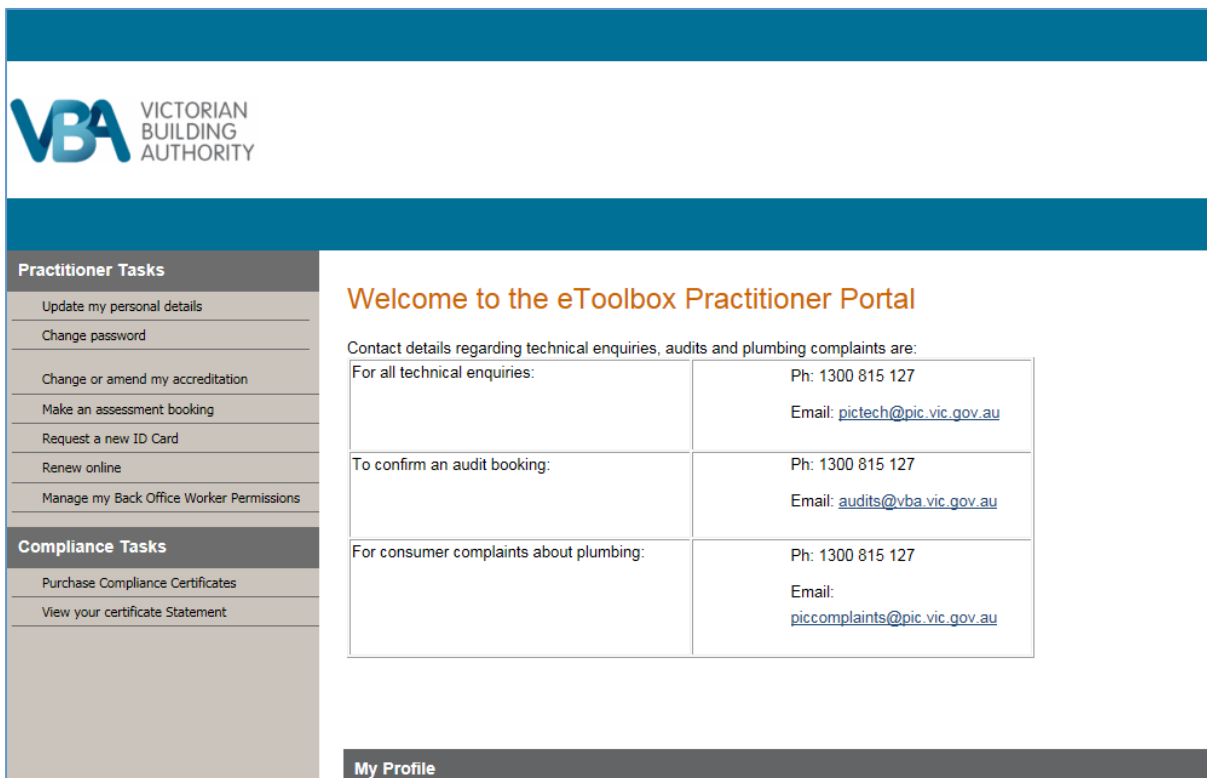 VBA
VICTORIAN
BUILDING
AUTHORITY
Practitioner Tasks
Update my personal details
Change password
Change or amend my accreditation
Make an assessment booking
Request a new ID Card
Renew online
Manage my Back Office Worker Permissions
Compliance Tasks
Purchase Compliance Certificates
View your certificate Statement
Welcome to the eToolbox Practitioner Portal
Contact details regarding technical enquiries, audits and plumbing complaints are:
For all technical enquiries:
Ph: 1300 815 127
Email: pictech@pic.vic.gov.au
To confirm an audit booking:
Ph: 1300 815 127
Email: audits@vba.vic.gov.au
For consumer complaints about plumbing:
Ph: 1300 815 127
Email:
piccomplaints@pic.vic.gov.au
My Profile